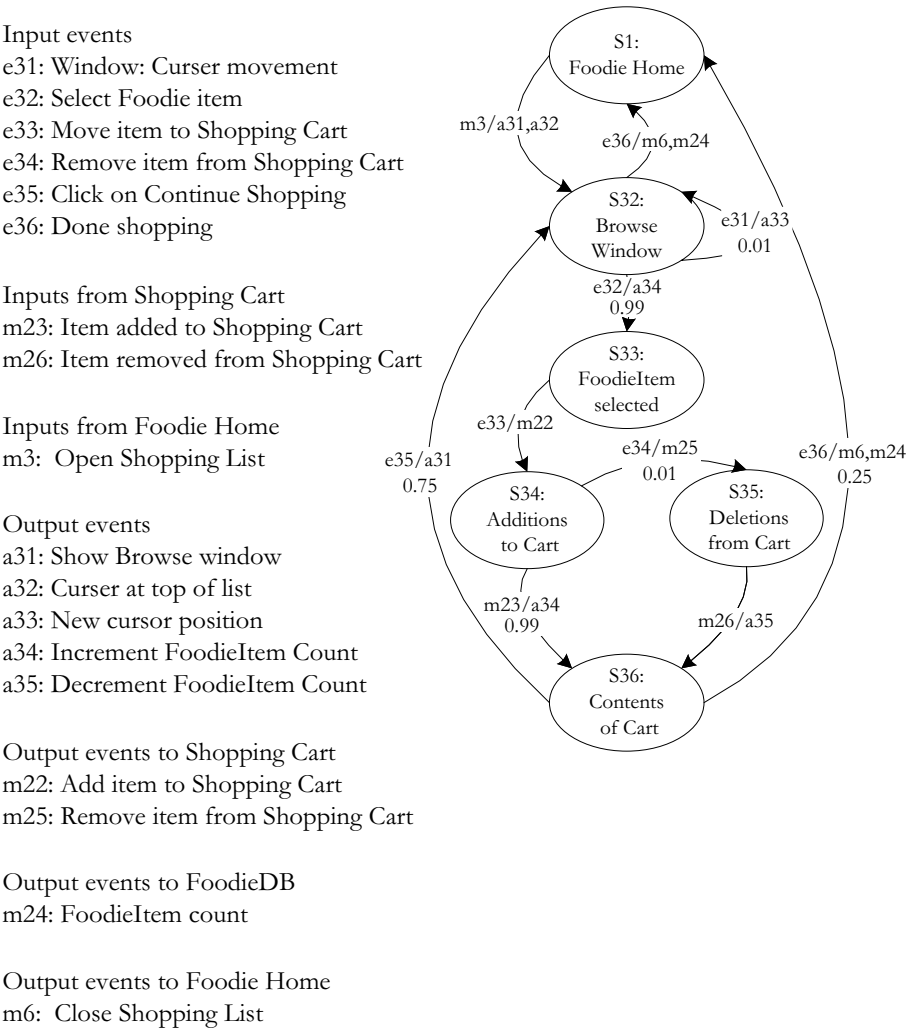 Input events
e31: Window: Curser movement
e32: Select Foodie item
e33: Move item to Shopping Cart
e34: Remove item from Shopping Cart
e35: Click on Continue Shopping
e36: Done shopping
Inputs from Shopping Cart
m23: Item added to Shopping Cart
m26: Item removed from Shopping Cart
Inputs from Foodie Home
m3: Open Shopping List
Output events
a31: Show Browse window
a32: Curser at top of list
a33: New cursor position
a34: Increment FoodieItem Count
a35: Decrement FoodieItem Count
Output events to Shopping Cart
m22: Add item to Shopping Cart
m25: Remove item from Shopping Cart
Output events to FoodieDB
m24: FoodieItem count
Output events to Foodie Home
m6: Close Shopping List
S1:
Foodie Home
m3/a31,a32
e36/m6,m24
S32:
Browse
Window
e31/a33
0.01
e32/a34
0.99
S33:
FoodieItem
selected
e33/m22
e34/m25
0.01
e35/a31
0.75
e36/m6,m24
0.25
S34:
Additions
to Cart
S35:
Deletions
from Cart
m23/a34
0.99
m26/a35
S36:
Contents
of Cart